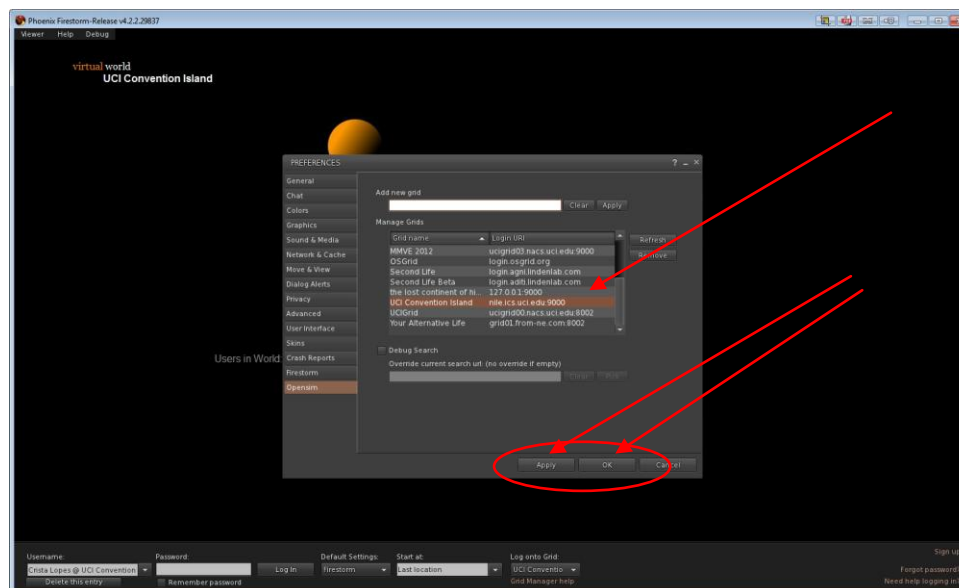 Phoenix Firestorm-Release v4.2.2.29837
Viewer Help Debug
virtual world
UCI Convention Island
PREFERENCES ? – ×
General
Chat
Colors
Graphics
Sound & Media
Network & Cache
Move & View
Dialog Alerts
Privacy
Advanced
User Interface
Skins
Crash Reports
Firestorm
Opensim
Add new grid
Clear Apply
Manage Grids
Grid name Login URI
MMVE 2012 ucigrid03.nacs.uci.edu:9000
OSGrid login.osgrid.org
Second Life login.agni.lindenlab.com
Second Life Beta login.aditi.lindenlab.com
the lost continent of hi... 127.0.0.1:9000
UCI Convention Island nile.ics.uci.edu:9000
UCIGrid ucigrid00.nacs.uci.edu:8002
Your Alternative Life grid01.from-ne.com:8002
Refresh
Remove
Debug Search
Override current search url: (no override if empty)
Clear
Apply OK Cancel
Users in World:
Username: Password: Default Settings: Start at: Log onto Grid:
Crista Lopes @ UCI Convention Log In Firestorm Last location UCI Conventio
Delete this entry Remember password Grid Manager help
Sign up
Forgot password?
Need help logging in?